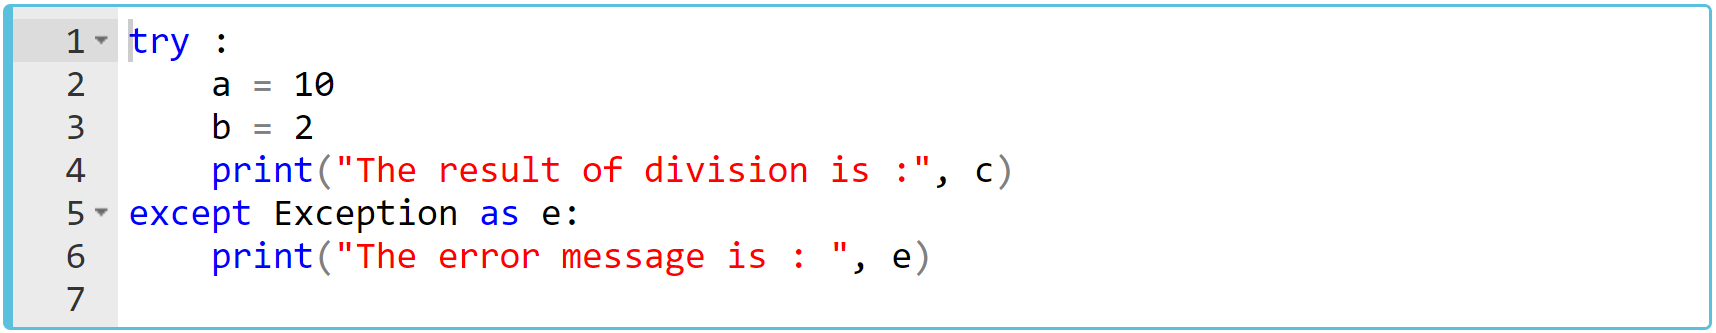 1 try :
2     a = 10
3     b = 2
4     print("The result of division is :", c)
5 except Exception as e:
6     print("The error message is : ", e)
7